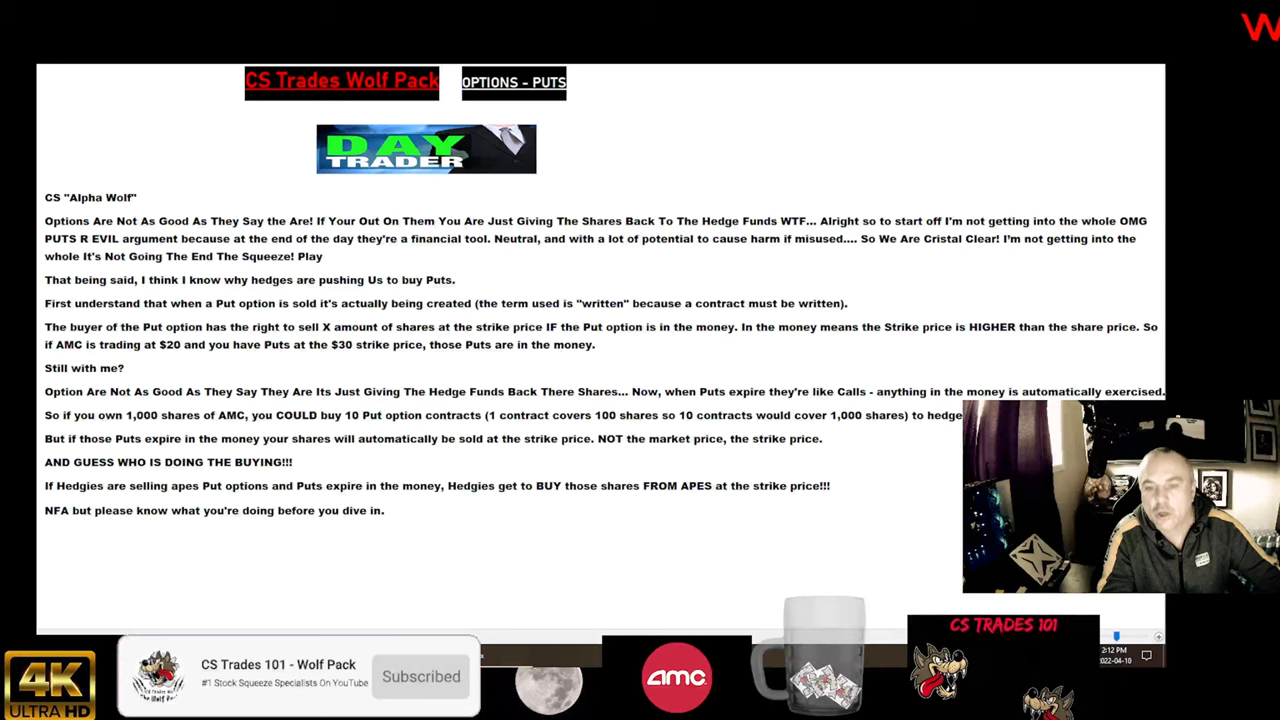 W
CS Trades Wolf Pack OPTIONS - PUTS
DAY
TRADER
CS "Alpha Wolf"
Options Are Not As Good As They Say the Are! If Your Out On Them You Are Just Giving The Shares Back To The Hedge Funds WTF... Alright so to start off I'm not getting into the whole OMG
PUTS R EVIL argument because at the end of the day they're a financial tool. Neutral, and with a lot of potential to cause harm if misused.... So We Are Cristal Clear! I'm not getting into the
whole It's Not Going The End The Squeeze! Play
That being said, I think I know why hedges are pushing Us to buy Puts.
First understand that when a Put option is sold it's actually being created (the term used is "written" because a contract must be written).
The buyer of the Put option has the right to sell X amount of shares at the strike price IF the Put option is in the money. In the money means the Strike price is HIGHER than the share price. So
if AMC is trading at $20 and you have Puts at the $30 strike price, those Puts are in the money.
Still with me?
Option Are Not As Good As They Say They Are Its Just Giving The Hedge Funds Back There Shares... Now, when Puts expire they're like Calls - anything in the money is automatically exercised.
So if you own 1,000 shares of AMC, you COULD buy 10 Put option contracts (1 contract covers 100 shares so 10 contracts would cover 1,000 shares) to hedge
But if those Puts expire in the money your shares will automatically be sold at the strike price. NOT the market price, the strike price.
AND GUESS WHO IS DOING THE BUYING!!!
If Hedgies are selling apes Put options and Puts expire in the money, Hedgies get to BUY those shares FROM APES at the strike price!!!
NFA but please know what you're doing before you dive in.
CS TRADES 101
2:12 PM
2022-04-10
4K
ULTRA HD
CS Trades 101 - Wolf Pack
#1 Stock Squeeze Specialists On YouTube
Subscribed
amc